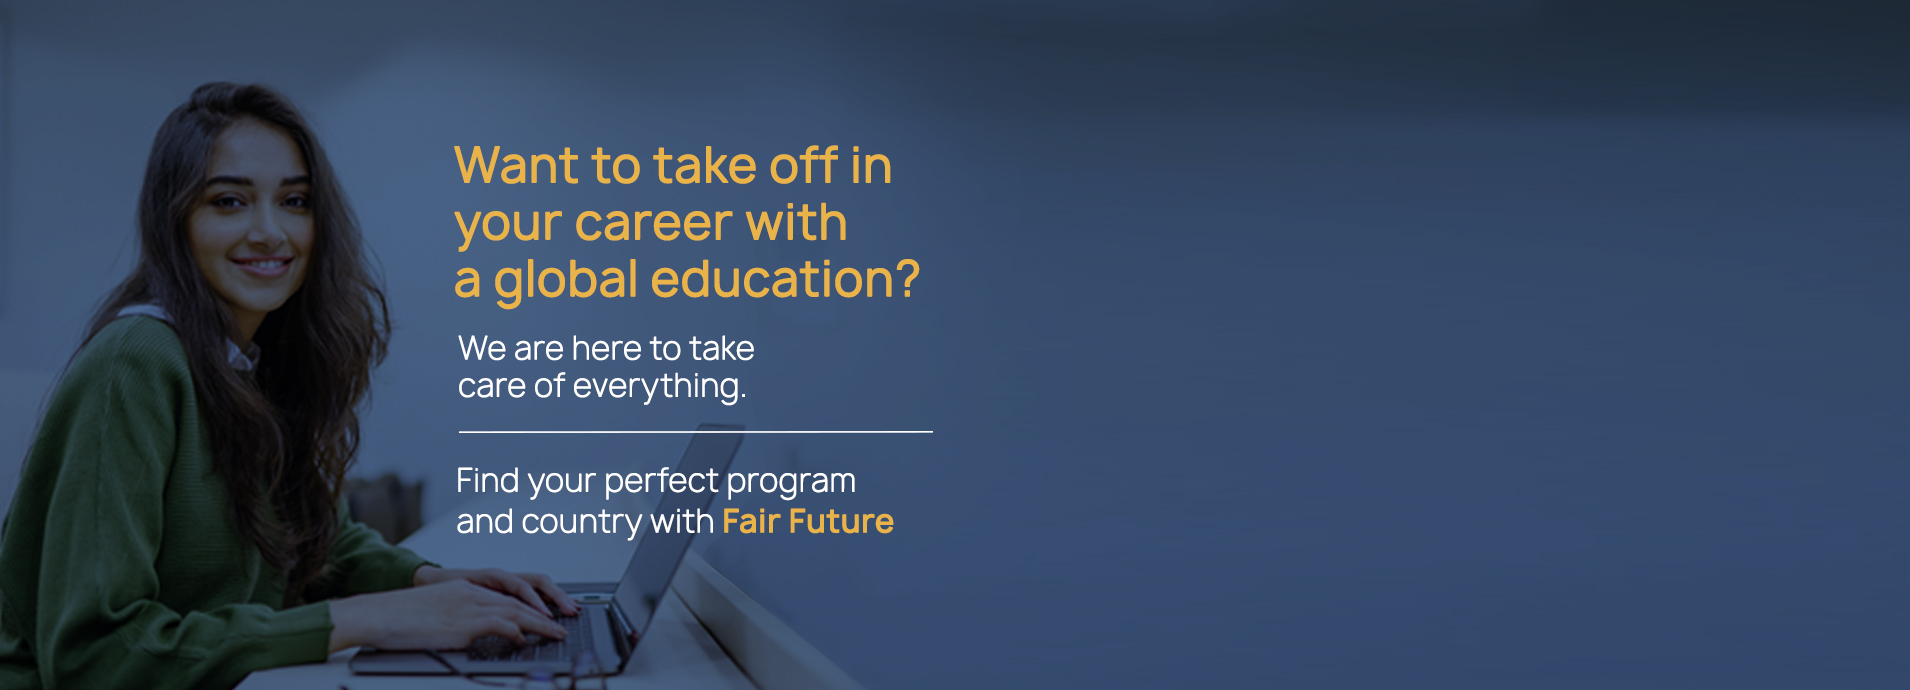 Want to take off in
your career with
a global education?
We are here to take
care of everything.
Find your perfect program
and country with Fair Future